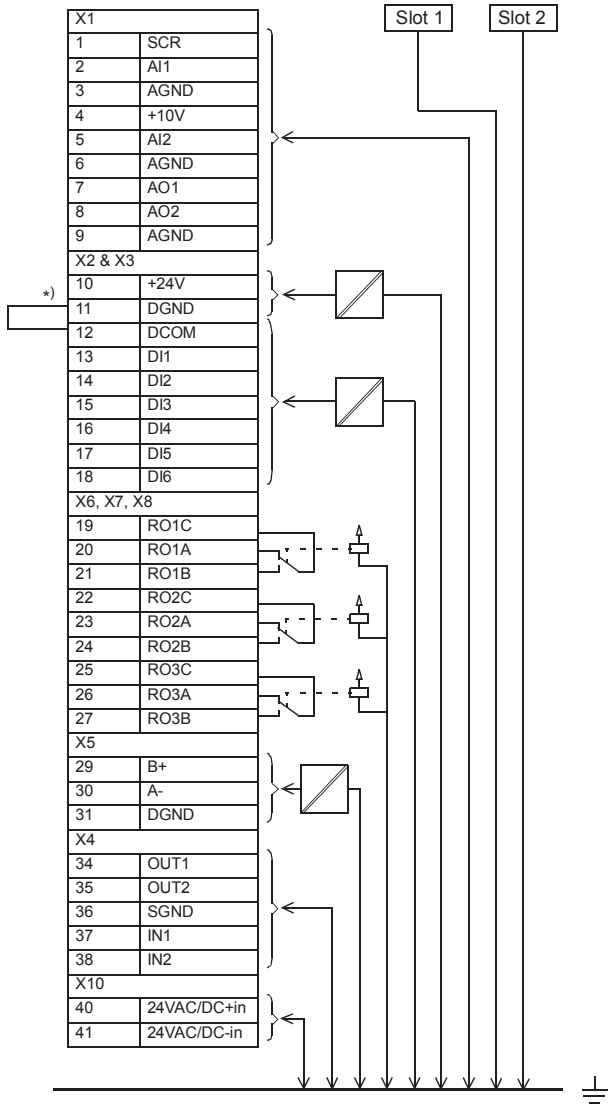 Slot 1 Slot 2
X1
1 SCR
2 AI1
3 AGND
4 +10V
5 AI2
6 AGND
7 AO1
8 AO2
9 AGND
X2 & X3
10 +24V
*)
11 DGND
12 DCOM
13 DI1
14 DI2
15 DI3
16 DI4
17 DI5
18 DI6
X6, X7, X8
19 RO1C
20 RO1A
21 RO1B
22 RO2C
23 RO2A
24 RO2B
25 RO3C
26 RO3A
27 RO3B
X5
29 B+
30 A-
31 DGND
X4
34 OUT1
35 OUT2
36 SGND
37 IN1
38 IN2
X10
40 24VAC/DC+in
41 24VAC/DC-in